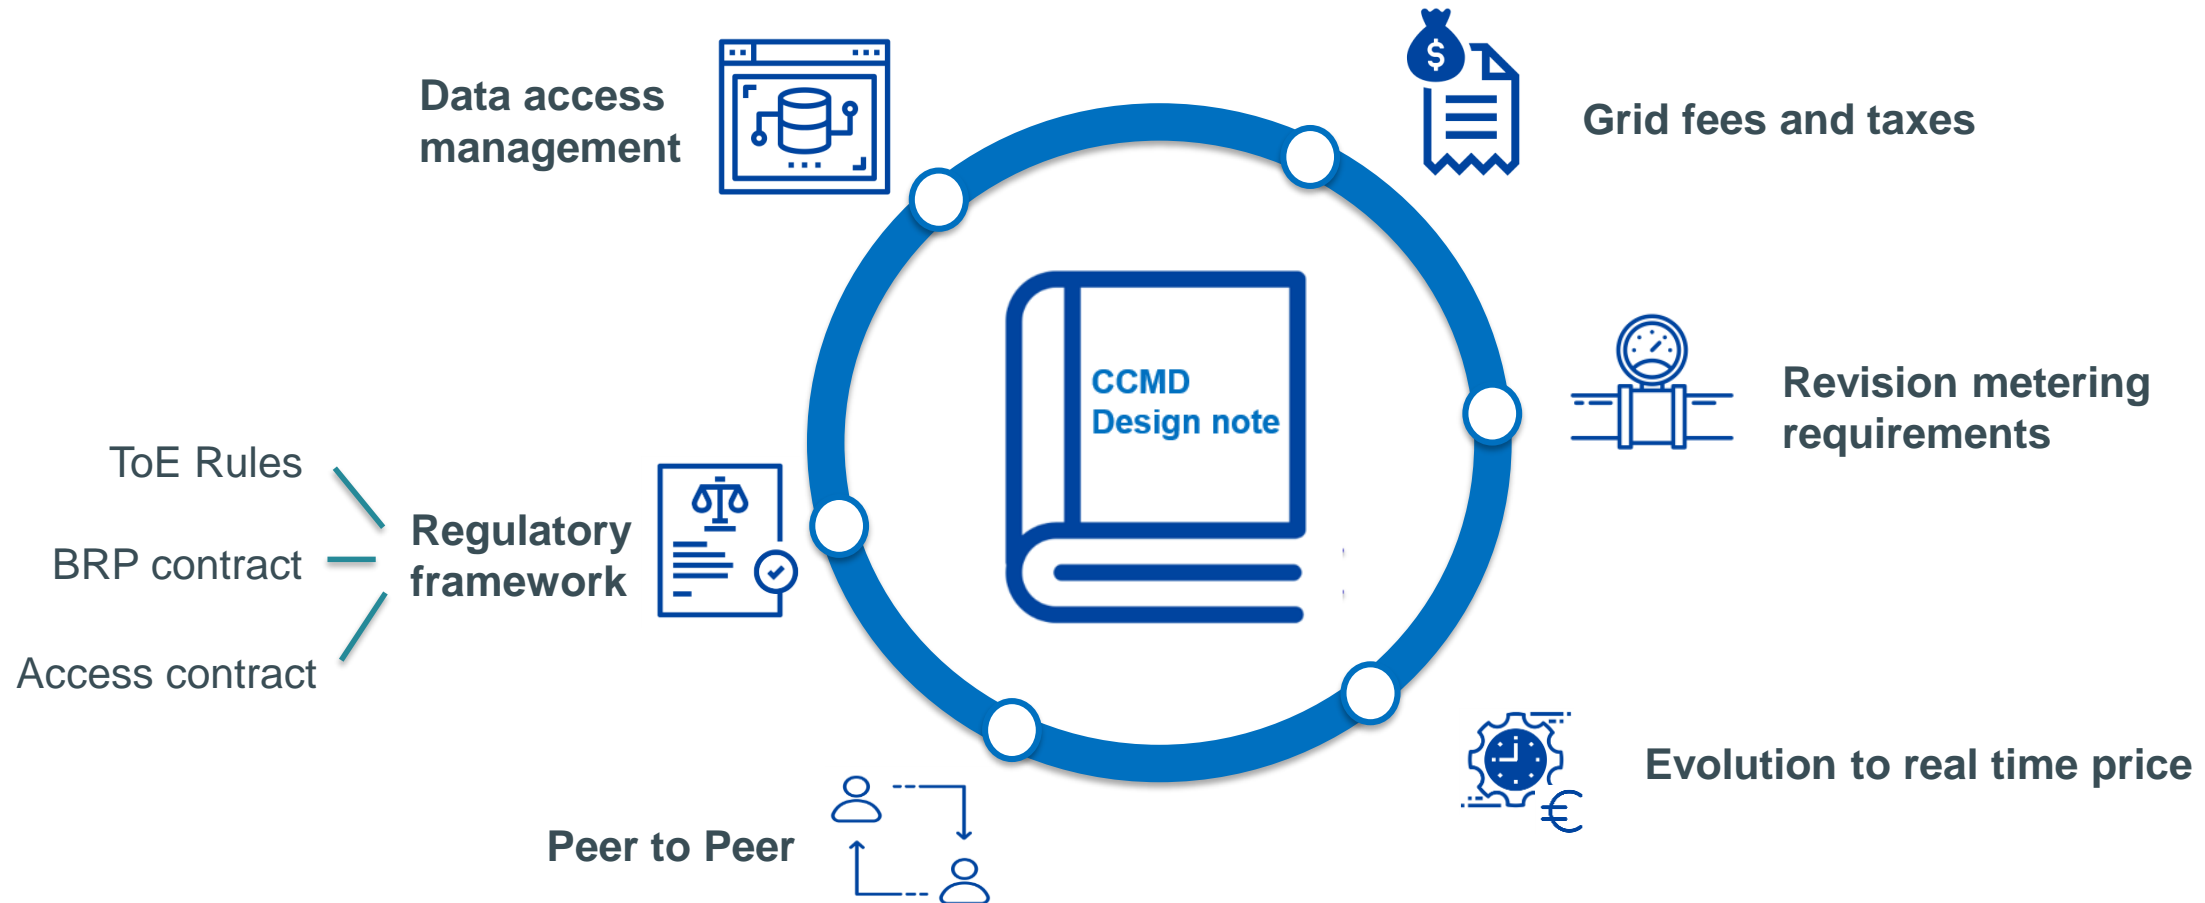 Data access
management
$
Grid fees and taxes
CCMD
Design note
Revision metering
requirements
ToE Rules
BRP contract
Access contract
Regulatory
framework
Evolution to real time price
€
Peer to Peer